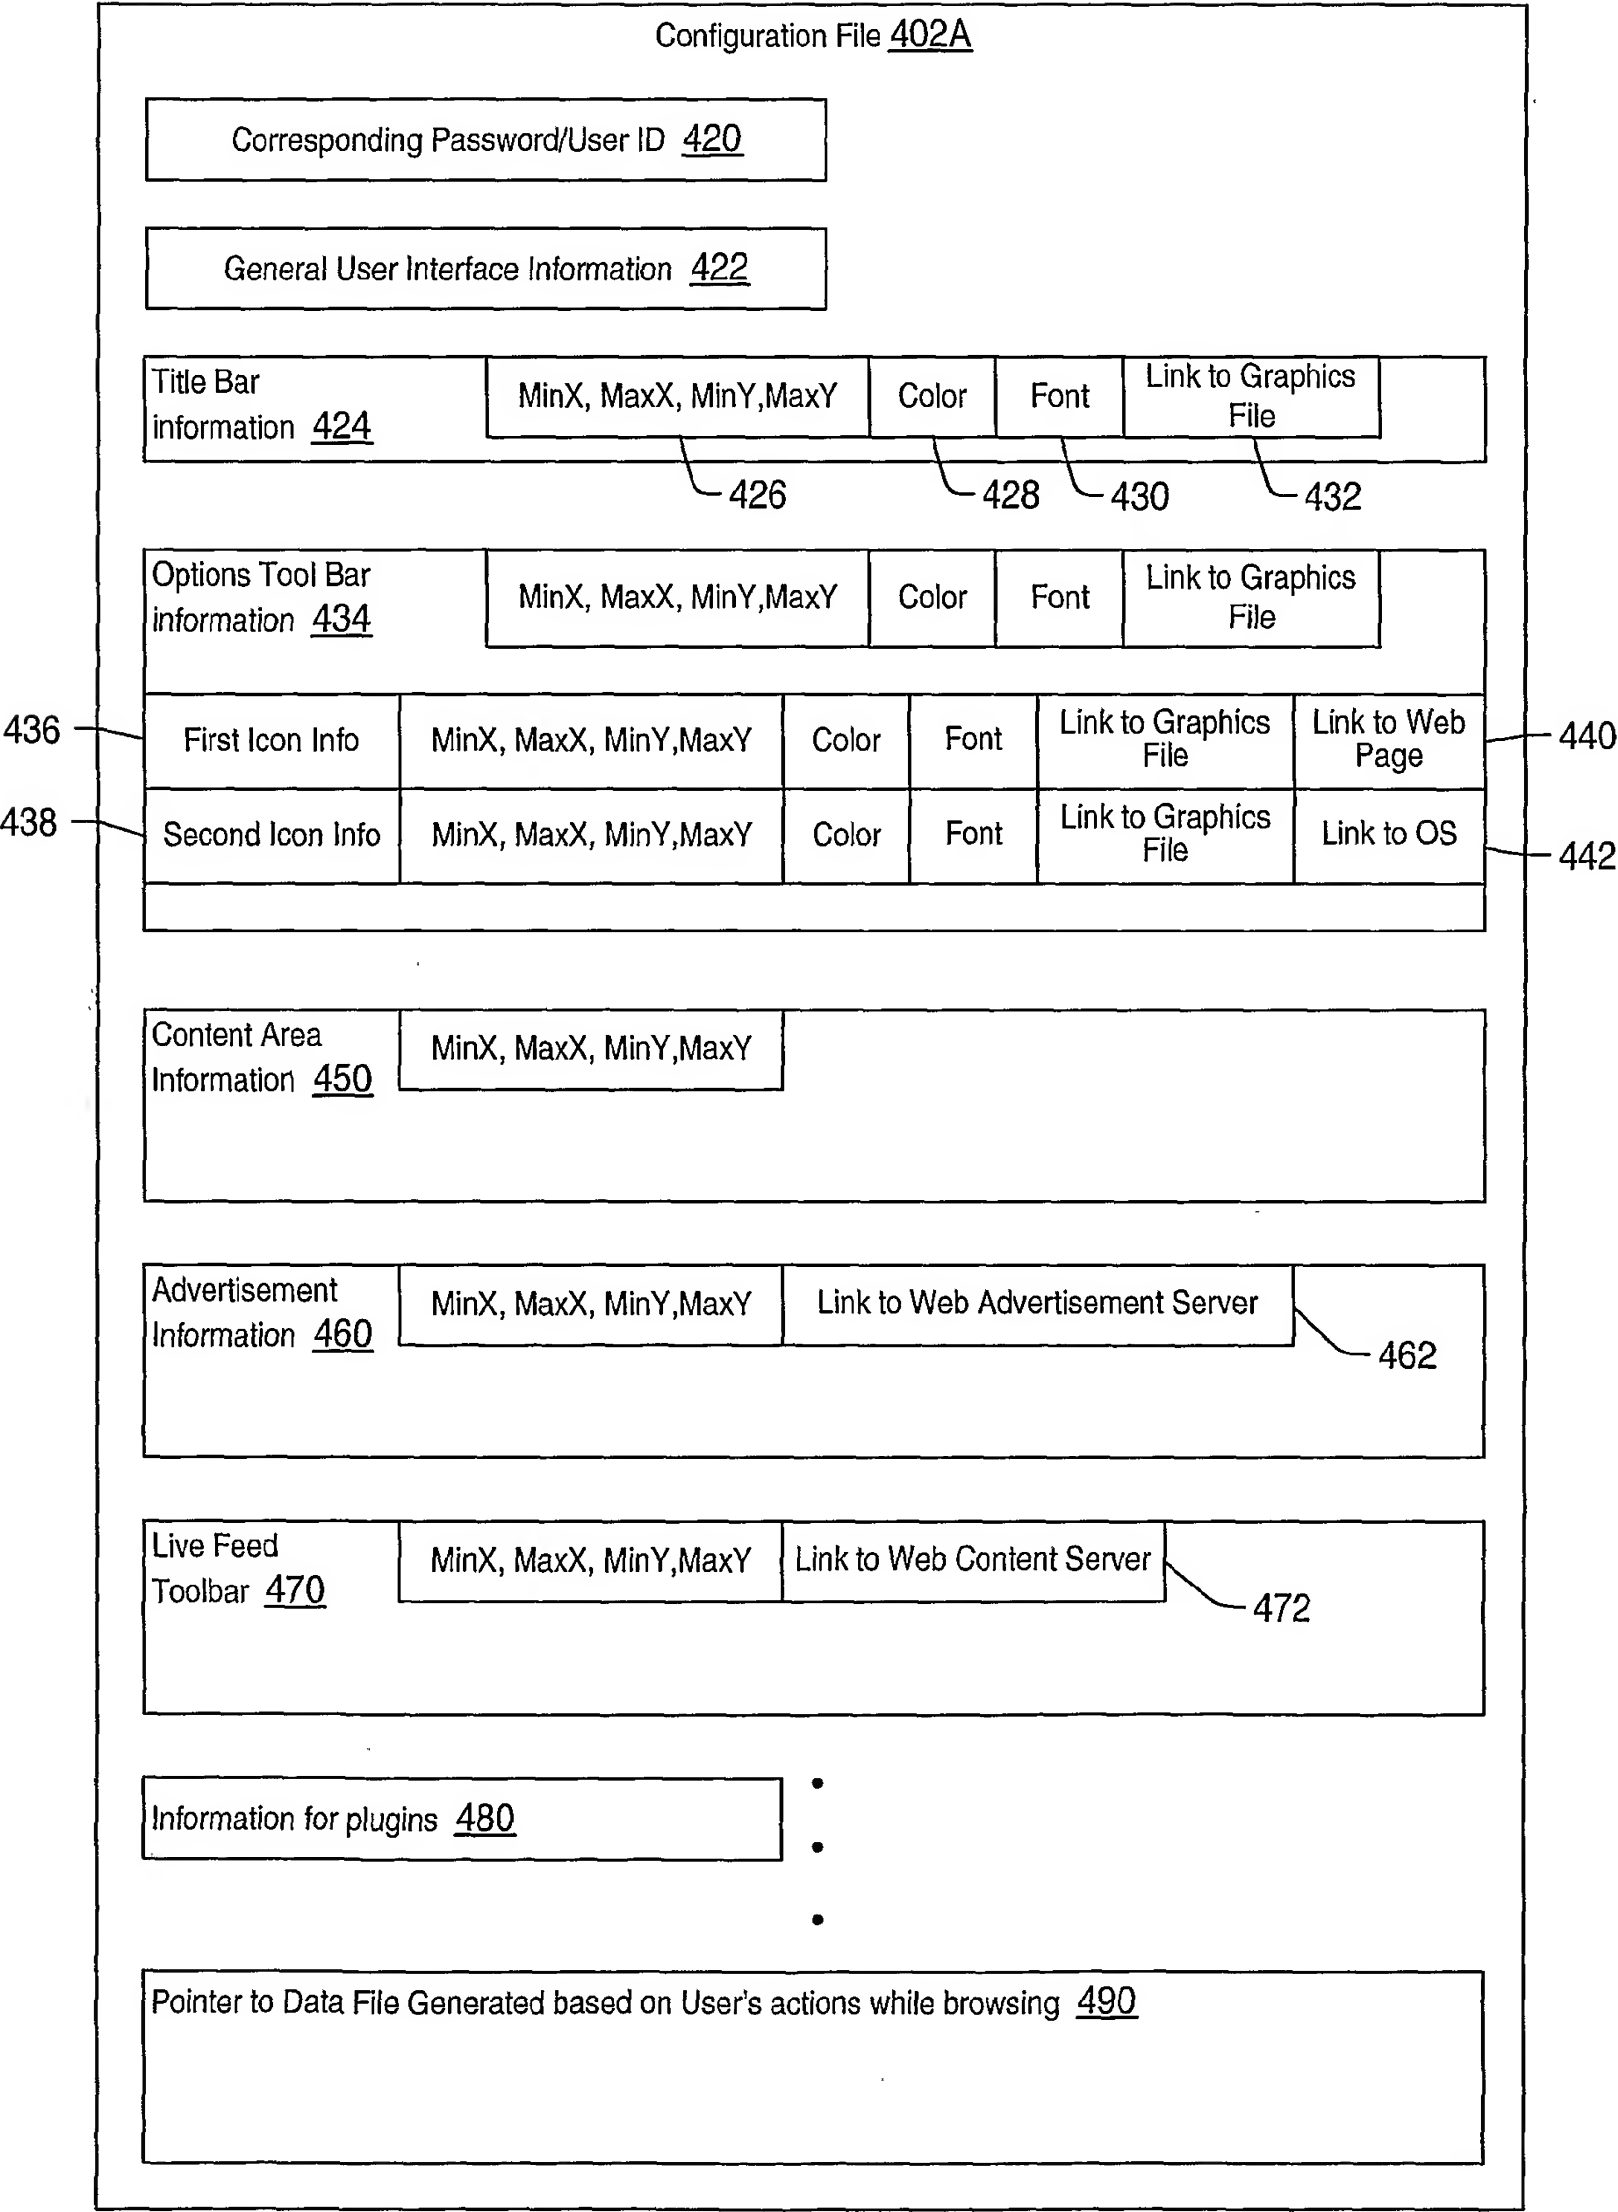 Configuration File 402A
Corresponding Password/User ID 420
General User Interface Information 422
Title Bar
information 424
MinX, MaxX, MinY,MaxY
Color
Font
Link to Graphics
File
426
428
430
432
Options Tool Bar
information 434
MinX, MaxX, MinY,MaxY
Color
Font
Link to Graphics
File
436
First Icon Info
MinX, MaxX, MinY,MaxY
Color
Font
Link to Graphics
File
Link to Web
Page
440
438
Second Icon Info
MinX, MaxX, MinY,MaxY
Color
Font
Link to Graphics
File
Link to OS
442
Content Area
Information 450
MinX, MaxX, MinY,MaxY
Advertisement
Information 460
MinX, MaxX, MinY,MaxY
Link to Web Advertisement Server
462
Live Feed
Toolbar 470
MinX, MaxX, MinY,MaxY
Link to Web Content Server
472
Information for plugins 480
Pointer to Data File Generated based on User's actions while browsing 490